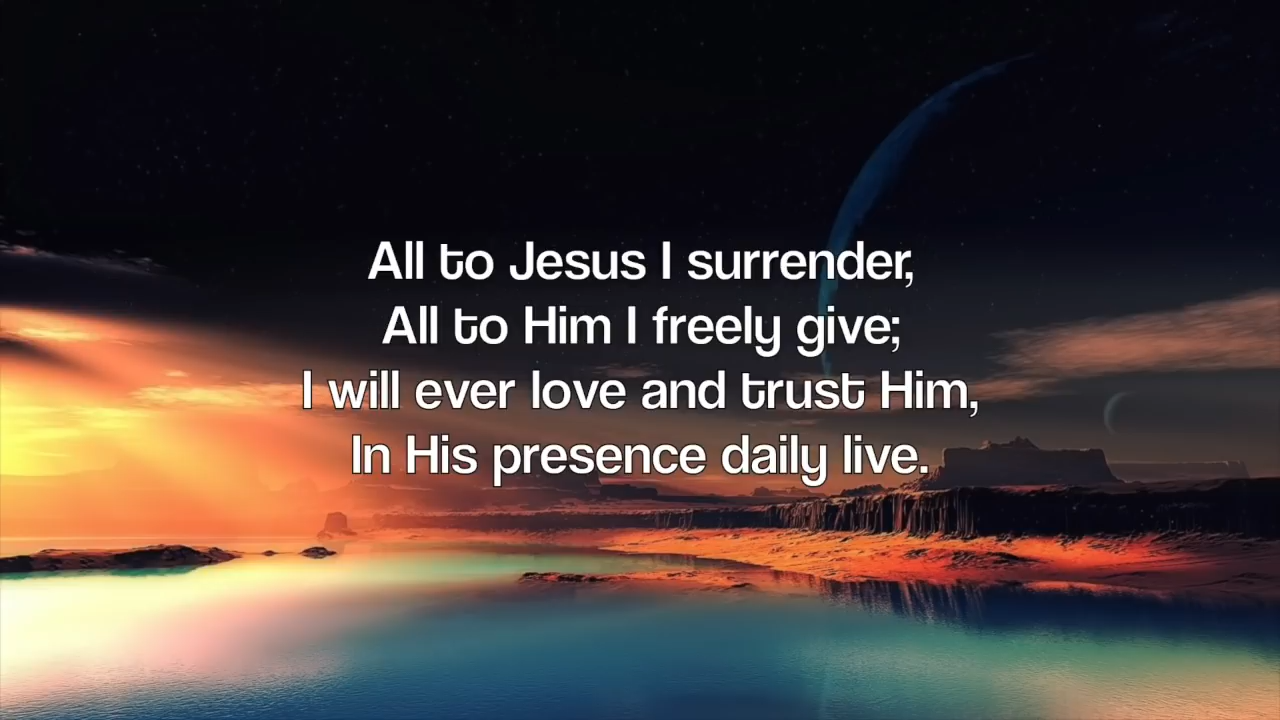 All to Jesus I surrender,
All to Him I freely give;
I will ever love and trust Him,
In His presence daily live.